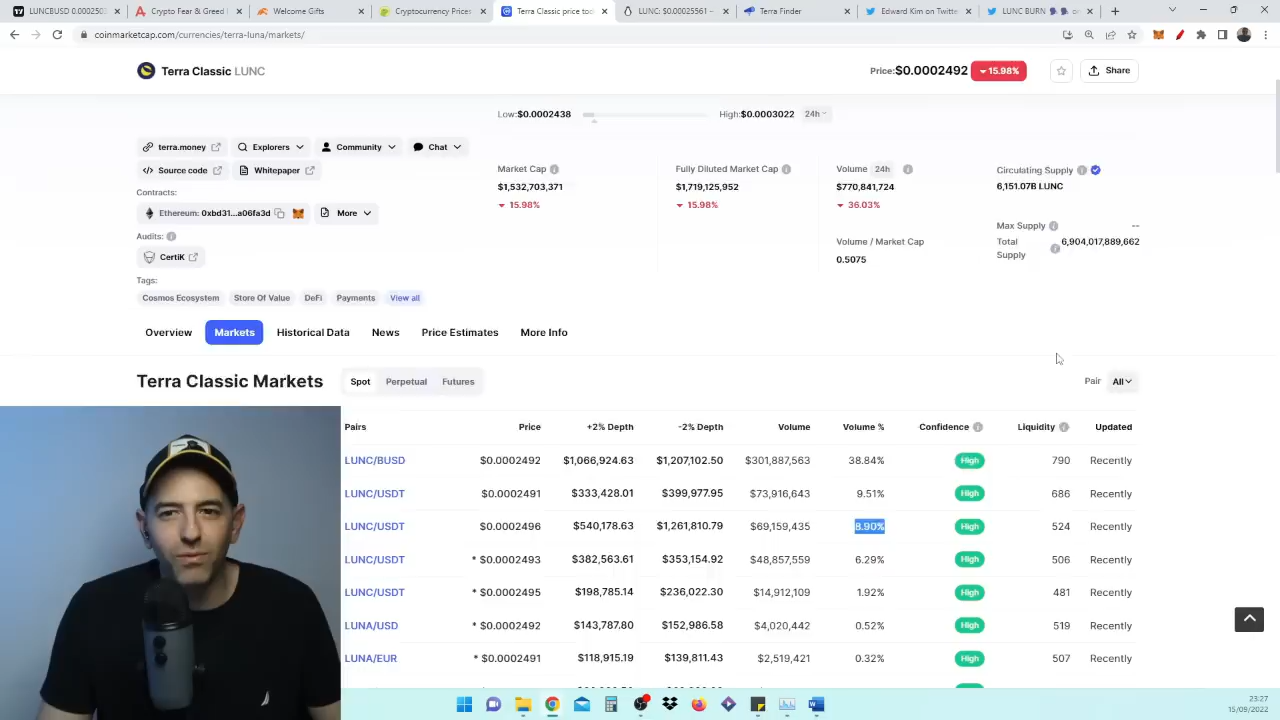 LUNCBUSD 0.0002503
Crypto Fear and Greed I
Welcome Gifts
Cryptocurrency Prices
Terra Classic price tod
LUNC: $0.00025561 –
Terra Finder
Edward Kim on Twitte
LUNC BURN
coinmarketcap.com/currencies/terra-luna/markets/
Terra Classic LUNC
Price: $0.0002492
15.98%
Share
Low: $0.0002438
High: $0.0003022
24h
terra.money
Explorers
Community
Chat
Source code
Whitepaper
Contracts:
Ethereum: 0xbd31...a06fa3d
More
Audits:
CertiK
Tags:
Cosmos Ecosystem
Store Of Value
DeFi
Payments
View all
Market Cap
$1,532,703,371
15.98%
Fully Diluted Market Cap
$1,719,125,952
15.98%
Volume 24h
$770,841,724
36.03%
Volume / Market Cap
0.5075
Circulating Supply
6,151.07B LUNC
Max Supply --
Total Supply 6,904,017,889,662
Overview Markets Historical Data News Price Estimates More Info
Terra Classic Markets
Spot Perpetual Futures
Pair All
Pairs Price +2% Depth -2% Depth Volume Volume % Confidence Liquidity Updated
LUNC/BUSD $0.0002492 $1,066,924.63 $1,207,102.50 $301,887,563 38.84% High 790 Recently
LUNC/USDT $0.0002491 $333,428.01 $399,977.95 $73,916,643 9.51% High 686 Recently
LUNC/USDT $0.0002496 $540,178.63 $1,261,810.79 $69,159,435 8.90% High 524 Recently
LUNC/USDT * $0.0002493 $382,563.61 $353,154.92 $48,857,559 6.29% High 506 Recently
LUNC/USDT * $0.0002495 $198,785.14 $236,022.30 $14,912,109 1.92% High 481 Recently
LUNA/USD * $0.0002492 $143,787.80 $152,986.58 $4,020,442 0.52% High 519 Recently
LUNA/EUR * $0.0002491 $118,915.19 $139,811.43 $2,519,421 0.32% High 507 Recently
23:27
15/09/2022